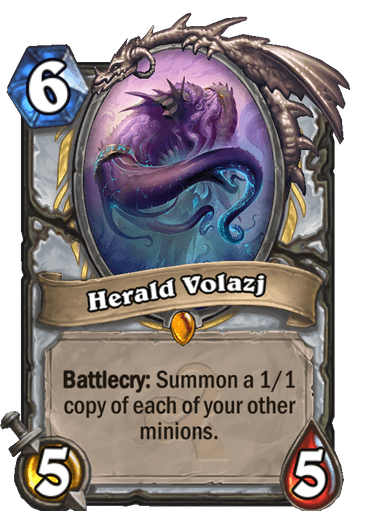 6
Herald Volazj
Battlecry: Summon a 1/1
copy of each of your other
minions.
5
5